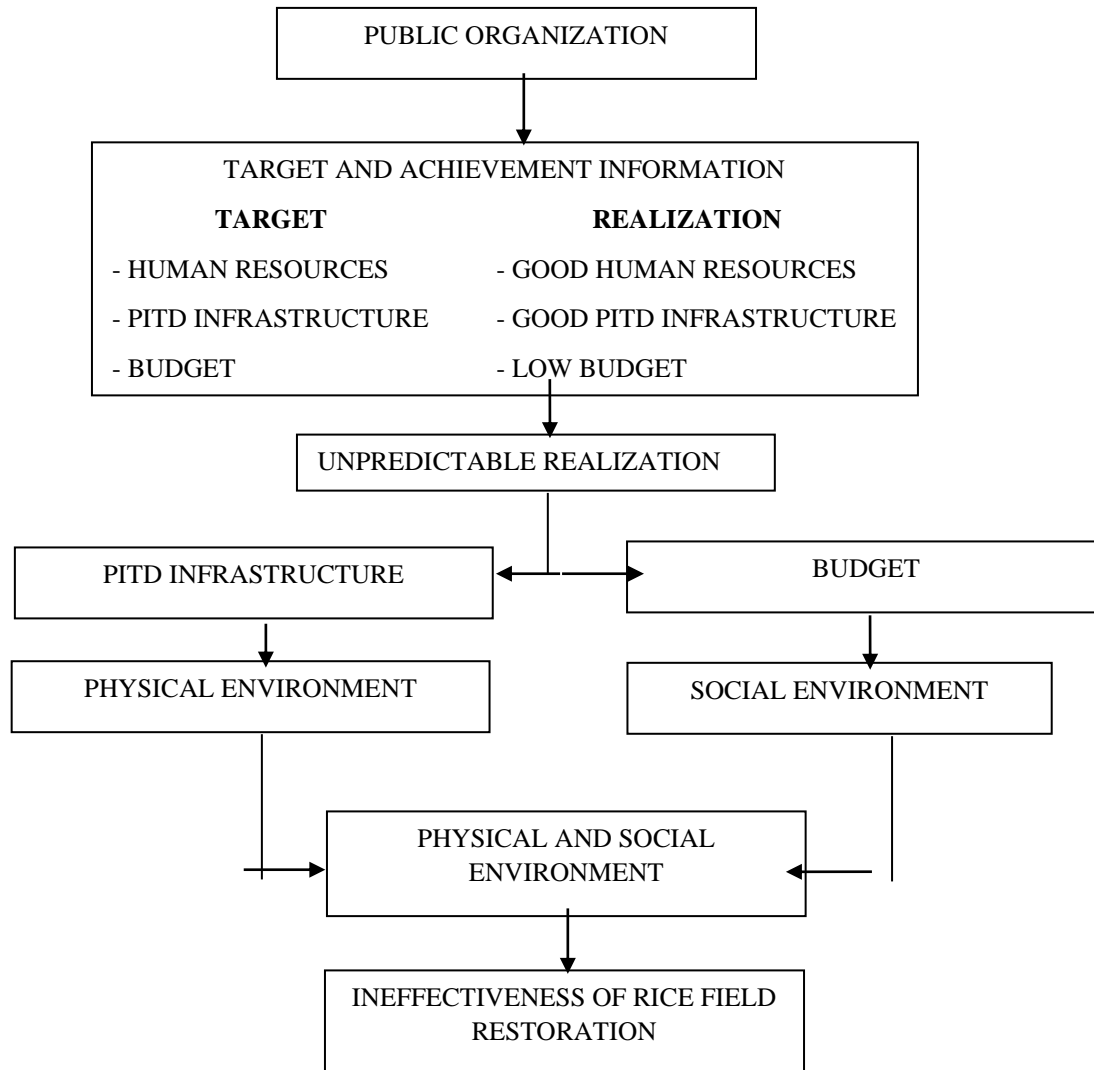 PUBLIC ORGANIZATION
TARGET AND ACHIEVEMENT INFORMATION
TARGET REALIZATION
- HUMAN RESOURCES - GOOD HUMAN RESOURCES
- PITD INFRASTRUCTURE - GOOD PITD INFRASTRUCTURE
- BUDGET - LOW BUDGET
UNPREDICTABLE REALIZATION
PITD INFRASTRUCTURE
BUDGET
PHYSICAL ENVIRONMENT
SOCIAL ENVIRONMENT
PHYSICAL AND SOCIAL
ENVIRONMENT
INEFFECTIVENESS OF RICE FIELD
RESTORATION